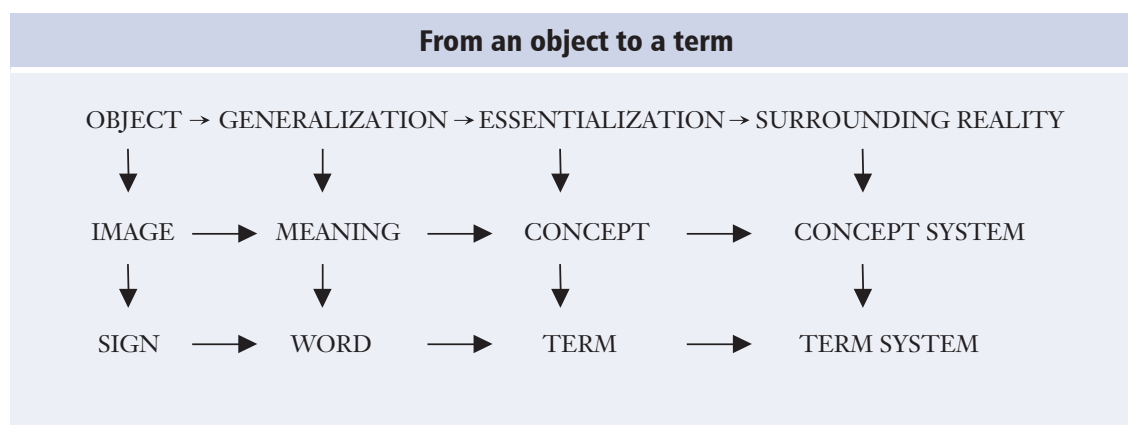 From an object to a term
OBJECT → GENERALIZATION → ESSENTIALIZATION → SURROUNDING REALITY
IMAGE → MEANING → CONCEPT → CONCEPT SYSTEM
SIGN → WORD → TERM → TERM SYSTEM